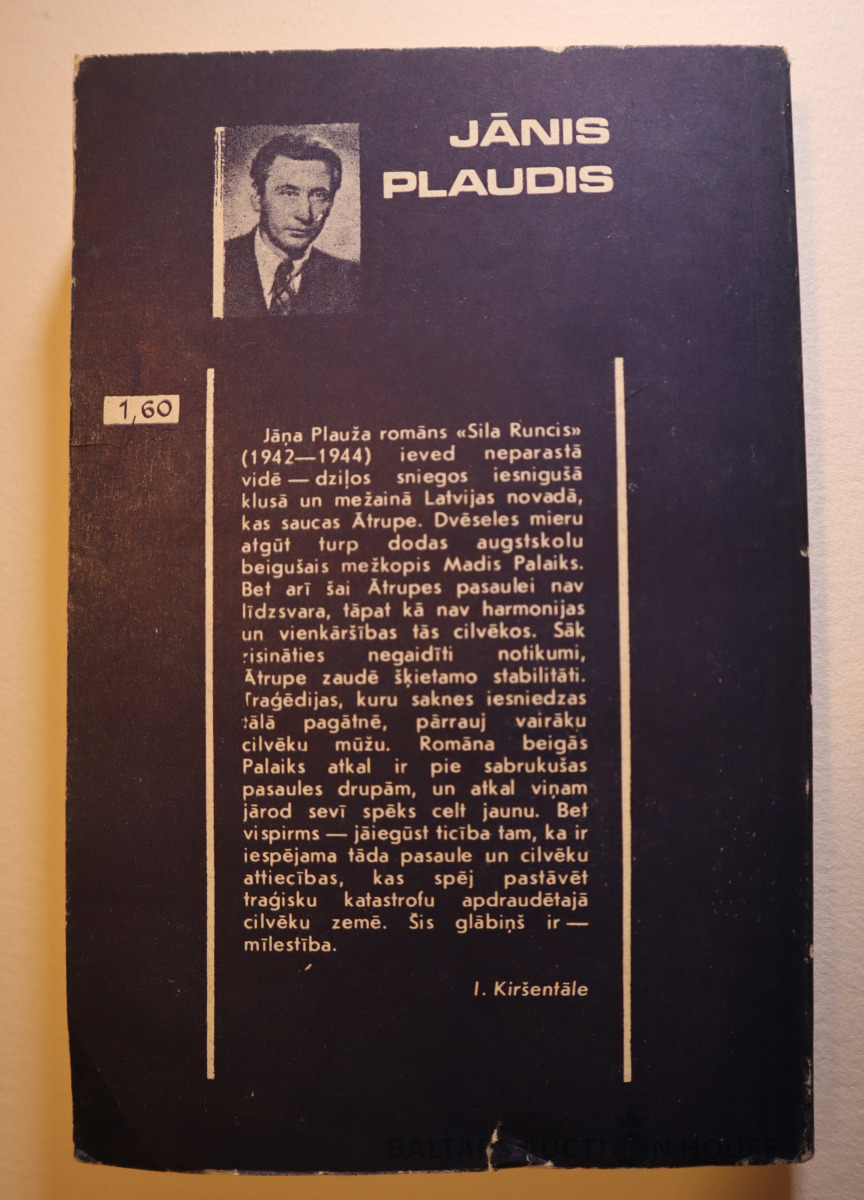 JĀNIS
PLAUDIS
1,60
Jāņa Plauža romāns «Sila Runcis»
(1942—1944) ieved neparastā
vidē — dziļos sniegos iesnigušā
klusā un mežainā Latvijas novadā,
kas saucas Ātrupe. Dvēseles mieru
atgūt turp dodas augstskolu
beigušais mežkopis Madis Palaiks.
Bet arī šai Ātrupes pasaulei nav
līdzsvara, tāpat kā nav harmonijas
un vienkāršības tās cilvēkos. Sāk
risināties negaidīti notikumi,
Ātrupe zaudē šķietamo stabilitāti.
Traģēdijas, kuru saknes iesniedzas
tālā pagātnē, pārrauj vairāku
cilvēku mūžu. Romāna beigās
Palaiks atkal ir pie sabrukušas
pasaules drupām, un atkal viņam
jārod sevī spēks celt jaunu. Bet
vispirms — jāiegūst ticība tam, ka ir
iespējama tāda pasaule un cilvēku
attiecības, kas spēj pastāvēt
traģisku katastrofu apdraudētajā
cilvēku zemē. Šis glābiņš ir —
mīlestība.
I. Kiršentāle
BALTARS AUCTION HOUSE